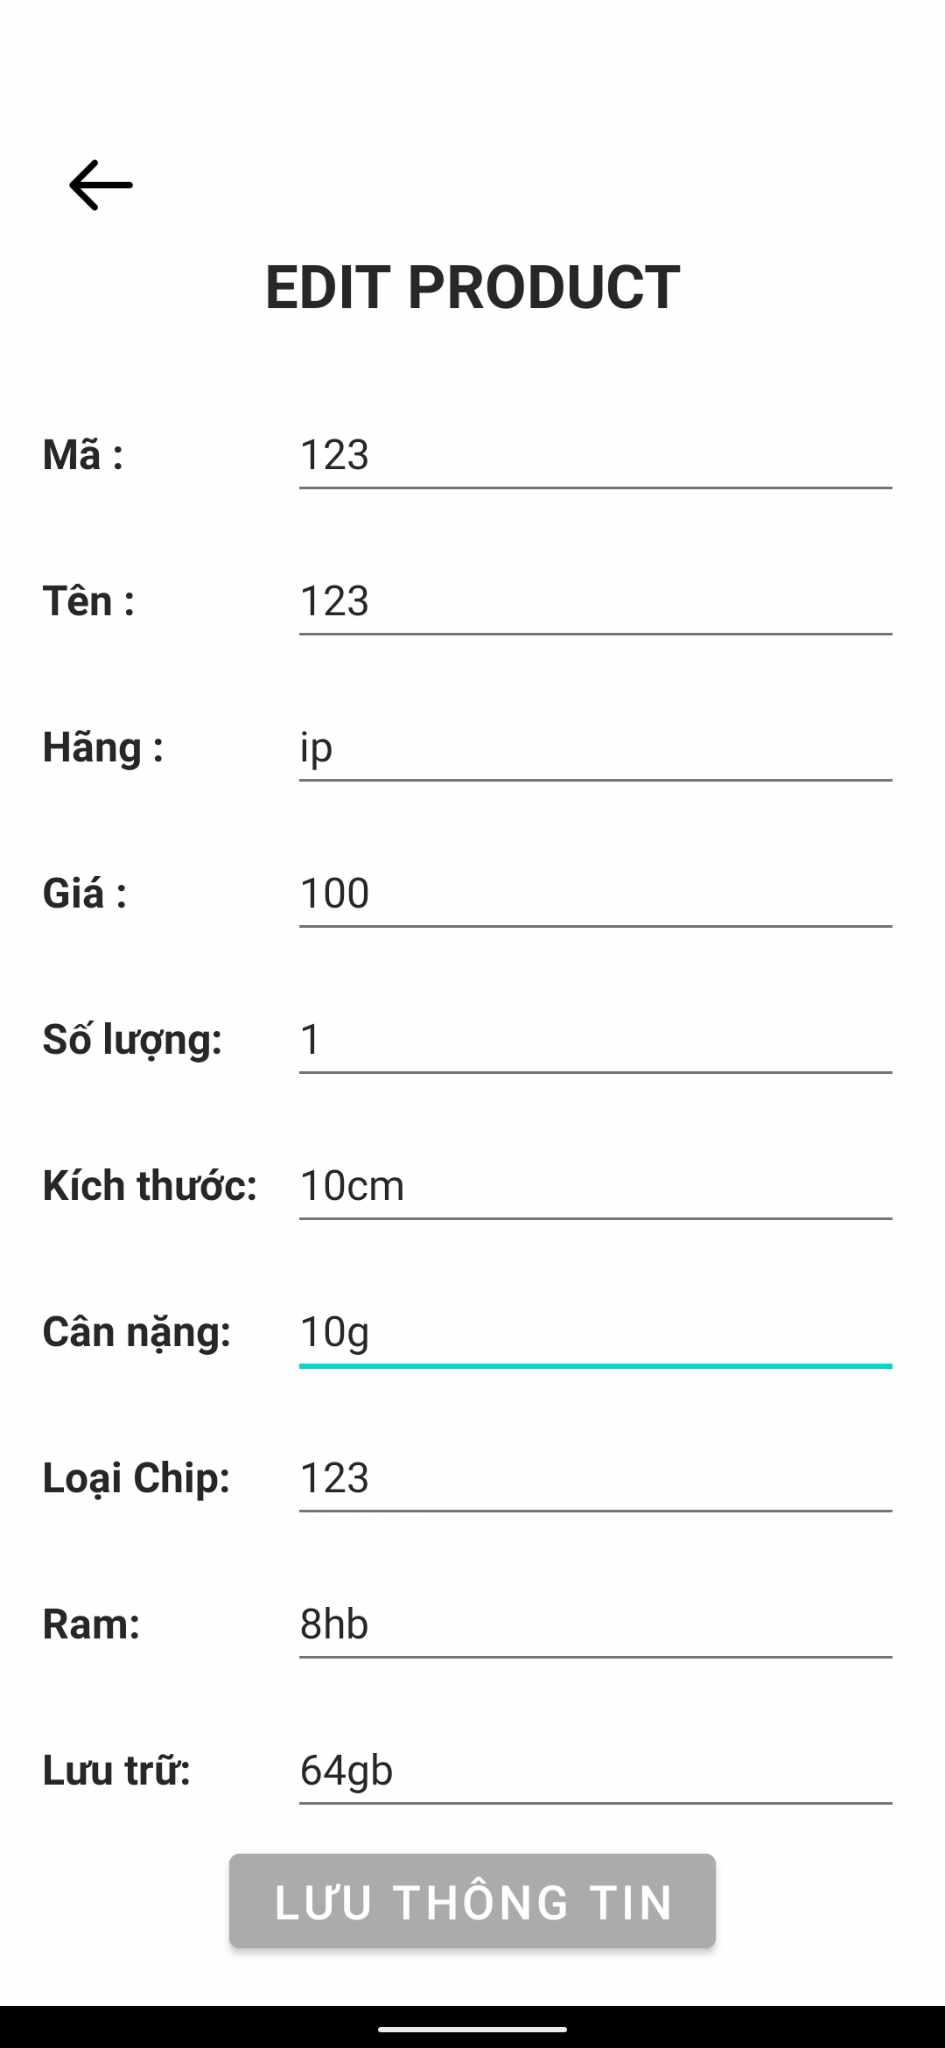 EDIT PRODUCT
Mã : 123
Tên : 123
Hãng : ip
Giá : 100
Số lượng: 1
Kích thước: 10cm
Cân nặng: 10g
Loại Chip: 123
Ram: 8hb
Lưu trữ: 64gb
LƯU THÔNG TIN